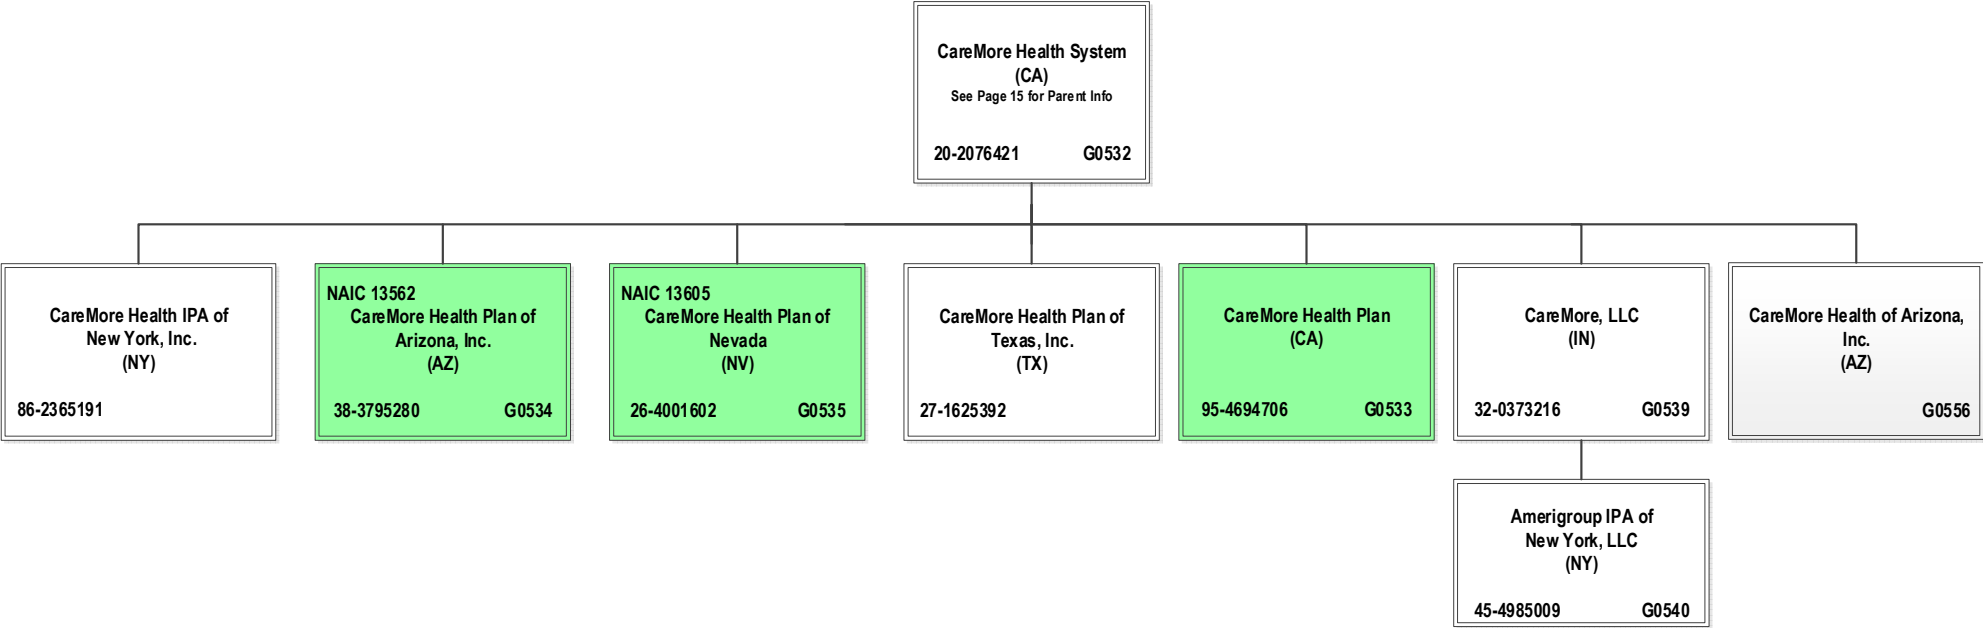 CareMore Health System
(CA)
See Page 15 for Parent Info
20-2076421 G0532
CareMore Health IPA of
New York, Inc.
(NY)
86-2365191
NAIC 13562
CareMore Health Plan of
Arizona, Inc.
(AZ)
38-3795280 G0534
NAIC 13605
CareMore Health Plan of
Nevada
(NV)
26-4001602 G0535
CareMore Health Plan of
Texas, Inc.
(TX)
27-1625392
CareMore Health Plan
(CA)
95-4694706 G0533
CareMore, LLC
(IN)
32-0373216 G0539
CareMore Health of Arizona,
Inc.
(AZ)
G0556
Amerigroup IPA of
New York, LLC
(NY)
45-4985009 G0540